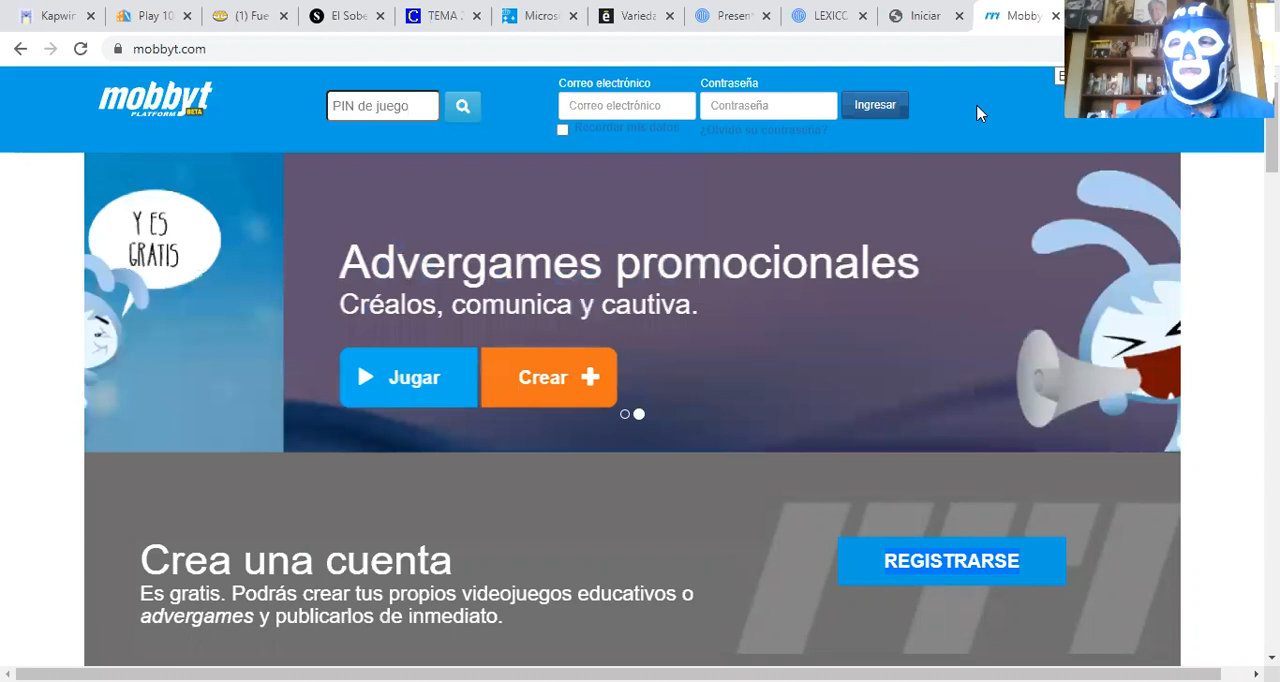 Kapwir
Play 10
(1) Fue
El Sobe
TEMA 2
Micros
Varieda
Present
LEXICO
Iniciar
Mobby
mobbyt.com
mobbyt
PLATFORM BETA
PIN de juego
Correo electrónico
Contraseña
Correo electrónico
Contraseña
Ingresar
Recordar mis datos
¿Olvidó su contraseña?
Y ES
GRATIS
Advergames promocionales
Créalos, comunica y cautiva.
Jugar
Crear
Crea una cuenta
REGISTRARSE
Es gratis. Podrás crear tus propios videojuegos educativos o
advergames y publicarlos de inmediato.